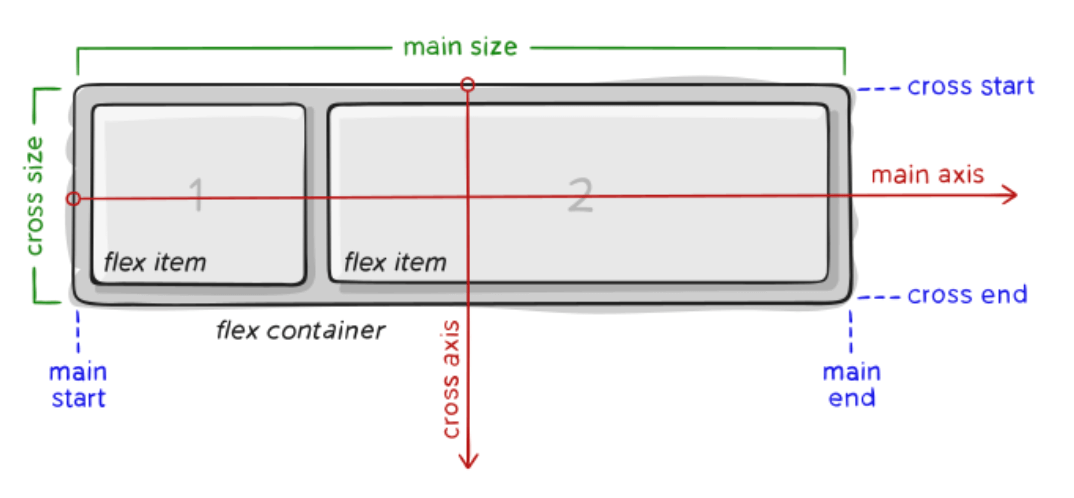 main size
cross start
cross size
main axis
1
2
flex item
flex item
cross end
flex container
cross axis
main
start
main
end